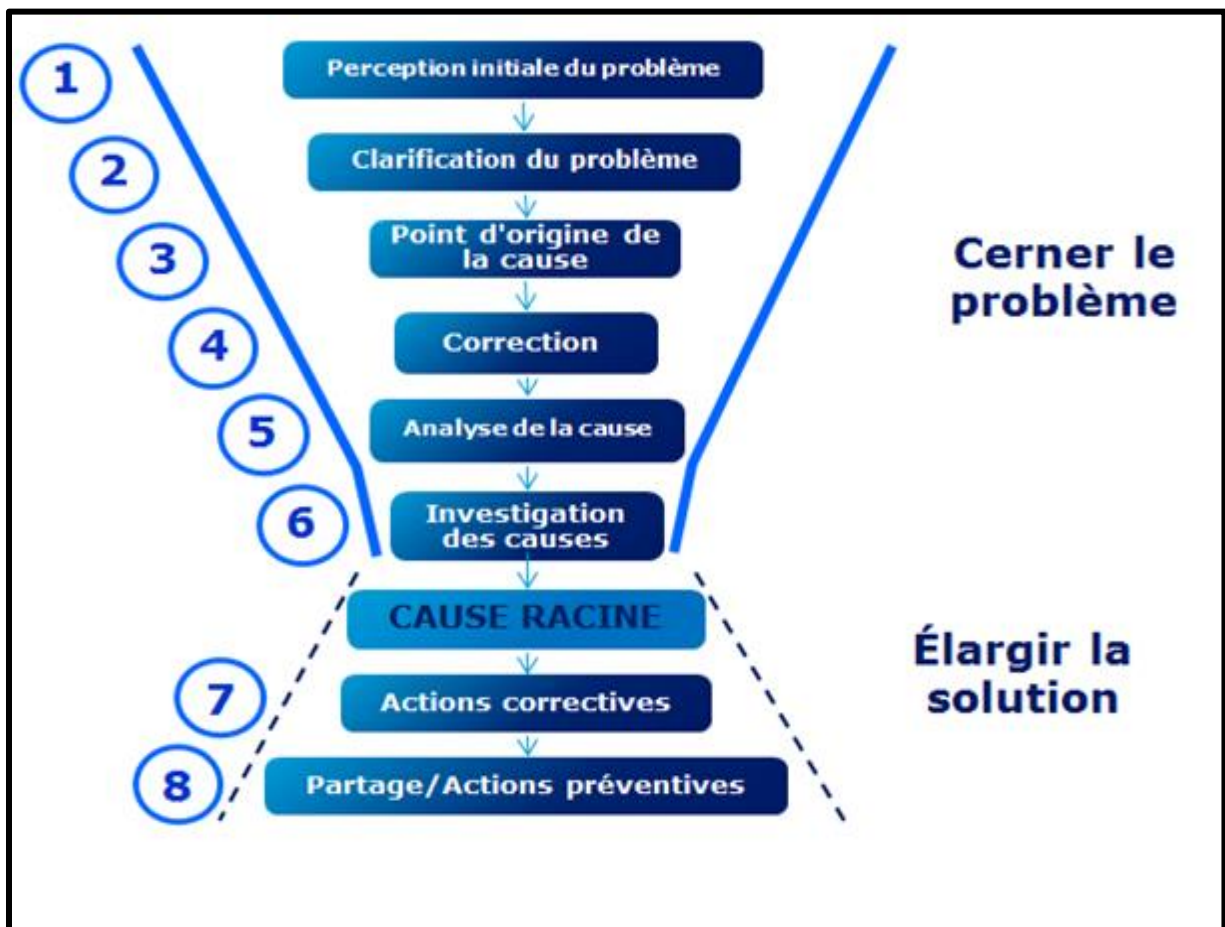 1
Perception initiale du problème
2
Clarification du problème
3
Point d'origine de
la cause
Cerner le
problème
4
Correction
5
Analyse de la cause
6
Investigation
des causes
CAUSE RACINE
Élargir la
solution
7
Actions correctives
8
Partage/Actions préventives